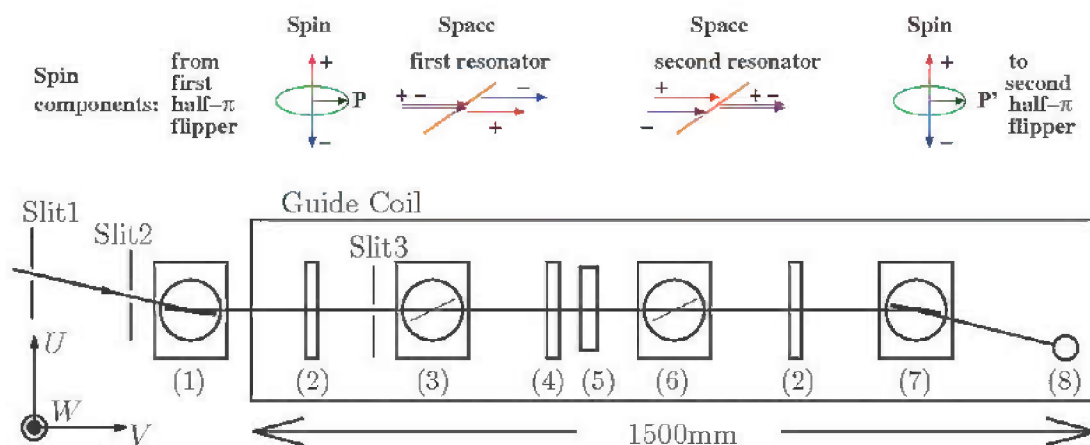 Spin Space Space Spin
Spin components: from first half-π flipper
+ P −
first resonator
+ − − +
second resonator
+ − + −
+ P' −
to second half-π flipper
Guide Coil
Slit1
Slit2
Slit3
U
W
V
(1) (2) (3) (4) (5) (6) (2) (7) (8)
1500mm